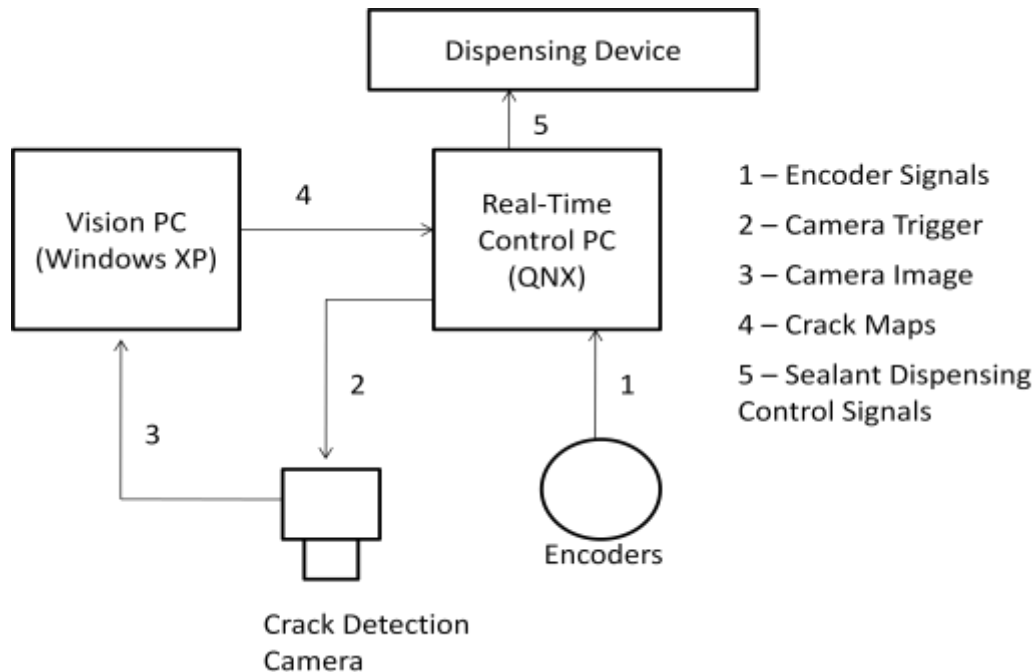 Dispensing Device
5
Vision PC
(Windows XP)
4
Real-Time
Control PC
(QNX)
1 – Encoder Signals
2 – Camera Trigger
3 – Camera Image
4 – Crack Maps
5 – Sealant Dispensing
Control Signals
2
1
3
Encoders
Crack Detection
Camera